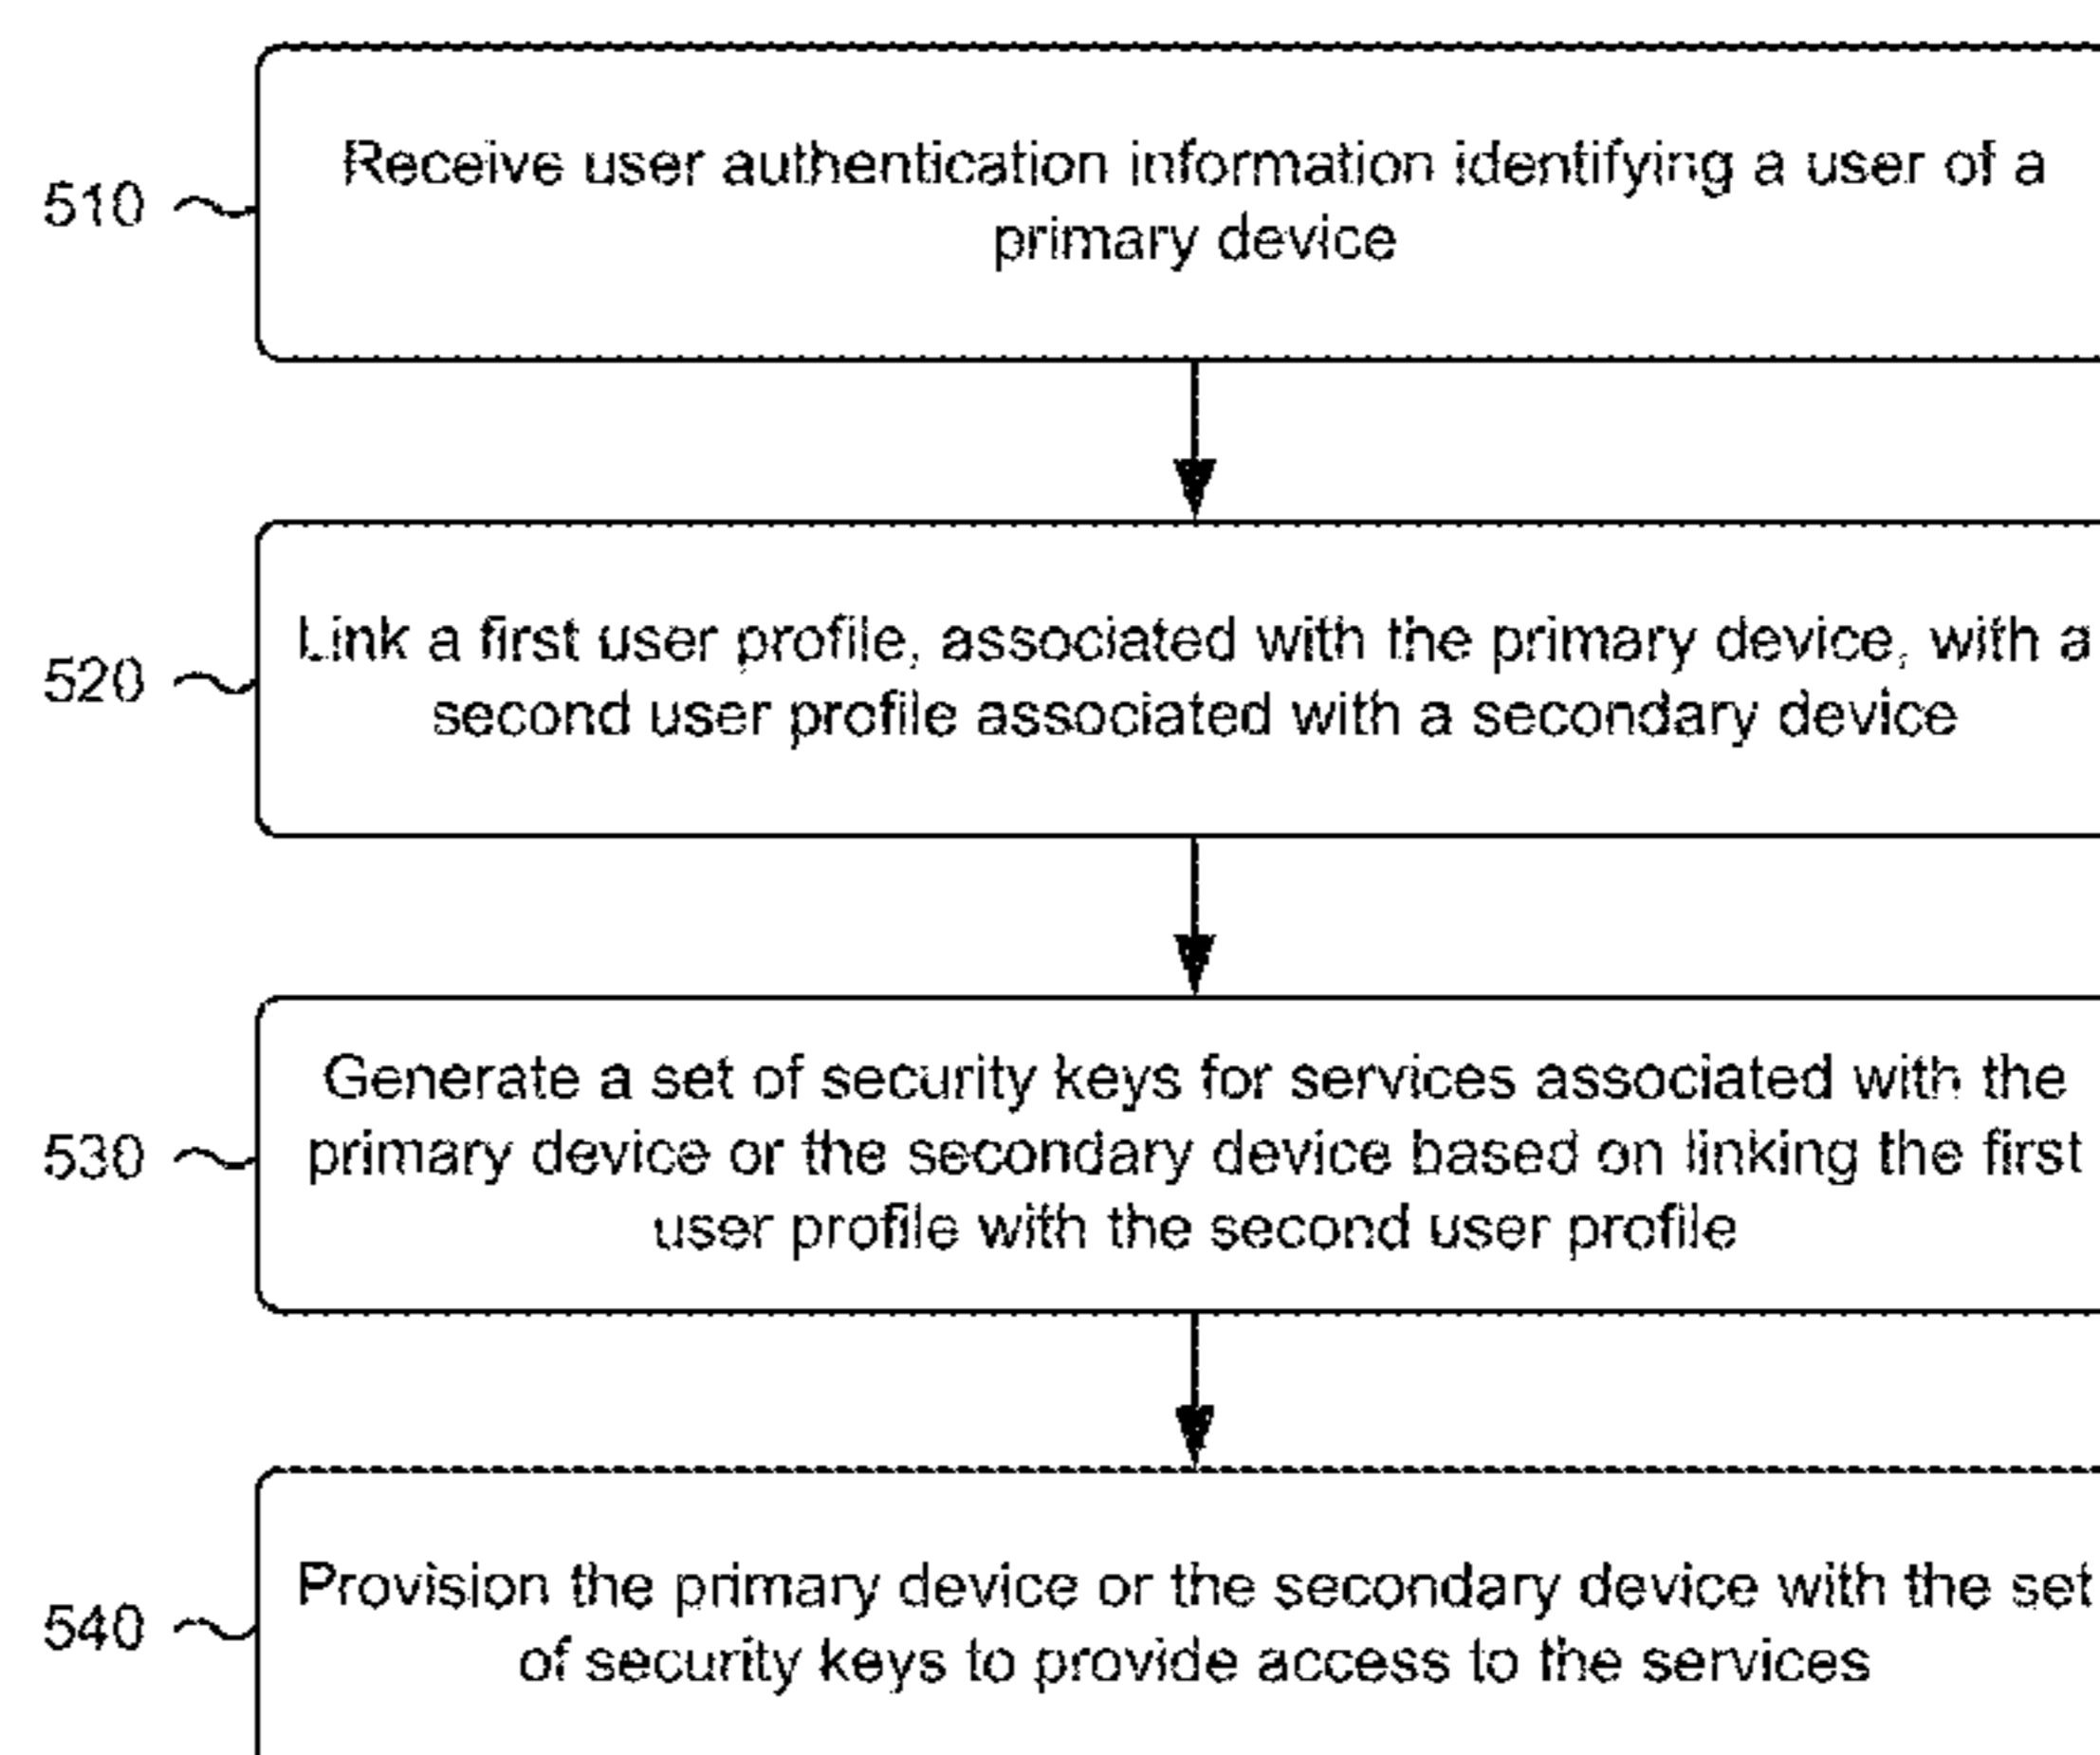 Receive user authentication information identifying a user of a
510
primary device
Link a first user profile, associated with the primary device, with a
520
second user profile associated with a secondary device
Generate a set of security keys for services associated with the
530
primary device or the secondary device based on linking the first
user profile with the second user profile
Provision the primary device or the secondary device with the set
540
of security keys to provide access to the services